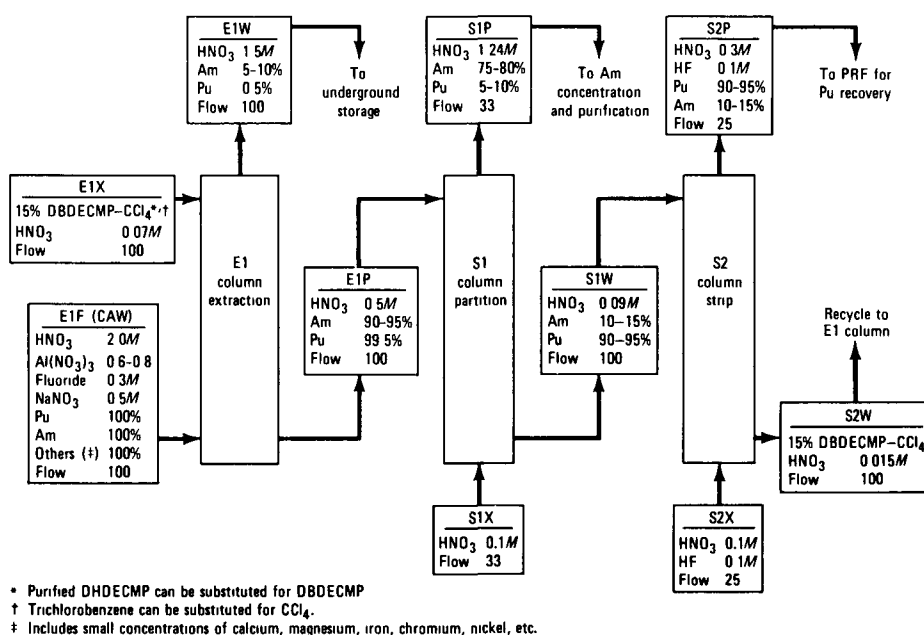 E1W
HNO3 1 5M
Am 5-10%
Pu 0 5%
Flow 100
To
underground
storage
S1P
HNO3 1 24M
Am 75-80%
Pu 5-10%
Flow 33
To Am
concentration
and purification
S2P
HNO3 0 3M
HF 0 1M
Pu 90-95%
Am 10-15%
Flow 25
To PRF for
Pu recovery
E1X
15% DBDECMP-CCl4*,†
HNO3 0 07M
Flow 100
E1
column
extraction
E1F (CAW)
HNO3 2 0M
Al(NO3)3 0 6-0 8
Fluoride 0 3M
NaNO3 0 5M
Pu 100%
Am 100%
Others (‡) 100%
Flow 100
E1P
HNO3 0 5M
Am 90-95%
Pu 99 5%
Flow 100
S1
column
partition
S1X
HNO3 0.1M
Flow 33
S1W
HNO3 0 09M
Am 10-15%
Pu 90-95%
Flow 100
S2
column
strip
S2X
HNO3 0.1M
HF 0 1M
Flow 25
Recycle to
E1 column
S2W
15% DBDECMP-CCl4
HNO3 0 015M
Flow 100
* Purified DHDECMP can be substituted for DBDECMP
† Trichlorobenzene can be substituted for CCl4.
‡ Includes small concentrations of calcium, magnesium, iron, chromium, nickel, etc.